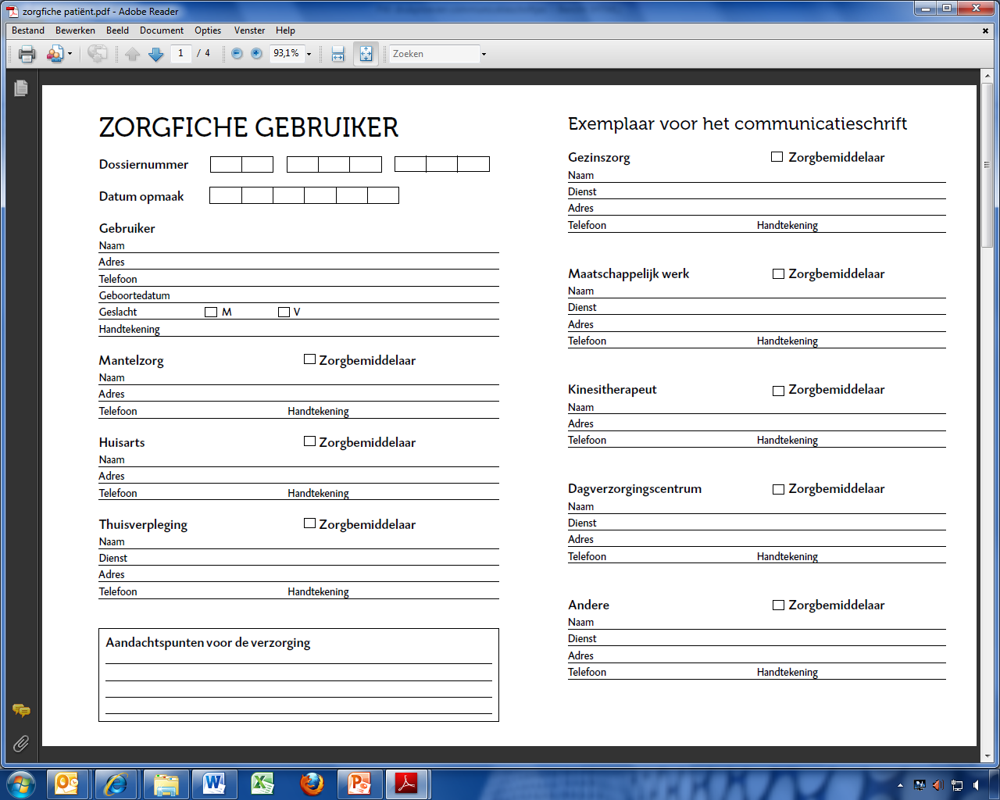 zorgfiche patiënt.pdf - Adobe Reader
Bestand Bewerken Beeld Document Opties Venster Help
1 / 4 93,1% Zoeken
ZORGFICHE GEBRUIKER
Dossiernummer
Datum opmaak
Gebruiker
Naam
Adres
Telefoon
Geboortedatum
Geslacht M V
Handtekening
Mantelzorg Zorgbemiddelaar
Naam
Adres
Telefoon Handtekening
Huisarts Zorgbemiddelaar
Naam
Adres
Telefoon Handtekening
Thuisverpleging Zorgbemiddelaar
Naam
Dienst
Adres
Telefoon Handtekening
Aandachtspunten voor de verzorging
Exemplaar voor het communicatieschrift
Gezinszorg Zorgbemiddelaar
Naam
Dienst
Adres
Telefoon Handtekening
Maatschappelijk werk Zorgbemiddelaar
Naam
Dienst
Adres
Telefoon Handtekening
Kinesitherapeut Zorgbemiddelaar
Naam
Adres
Telefoon Handtekening
Dagverzorgingscentrum Zorgbemiddelaar
Naam
Dienst
Adres
Telefoon Handtekening
Andere Zorgbemiddelaar
Naam
Dienst
Adres
Telefoon Handtekening